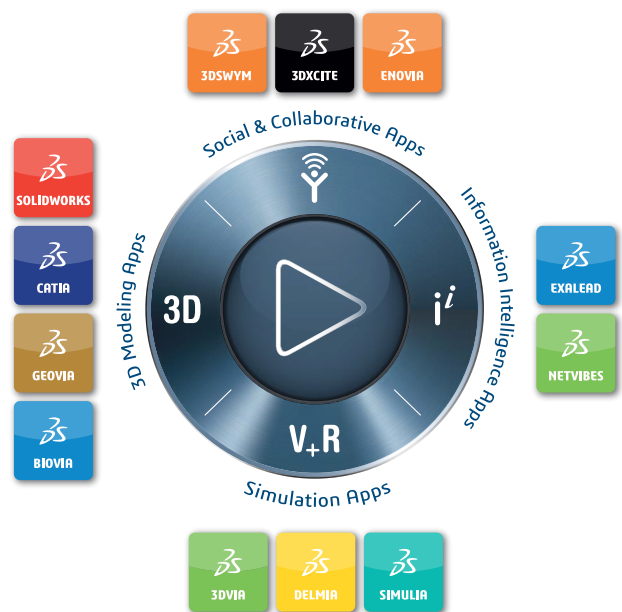 3DSWYM
3DXCITE
ENOVIA
Social & Collaborative Apps
SOLIDWORKS
CATIA
GEOVIA
BIOVIA
3D Modeling Apps
3D
i i
Information Intelligence Apps
EXALEAD
NETVIBES
V+R
Simulation Apps
3DVIA
DELMIA
SIMULIA